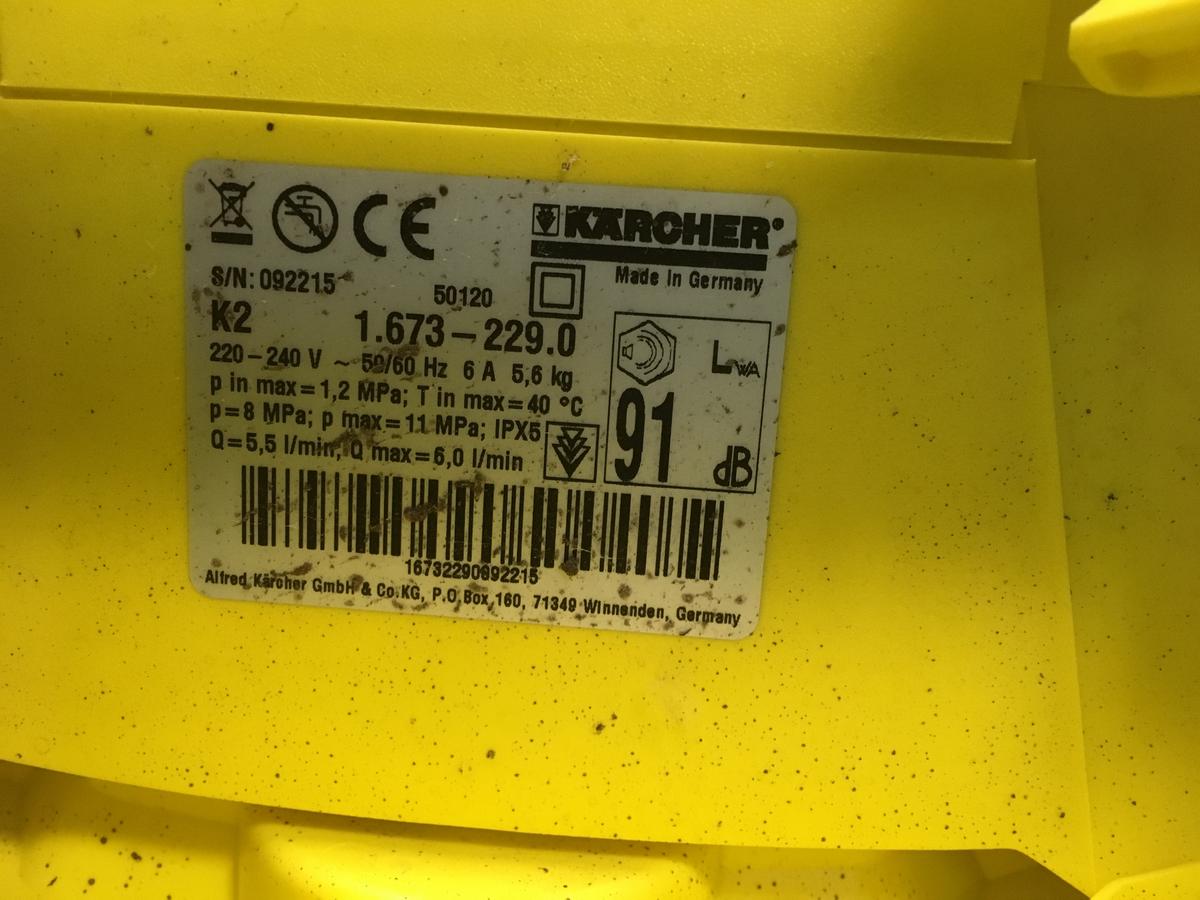 CE
KÄRCHER
Made in Germany
S/N: 092215
50120
K2 1.673-229.0
220-240 V ~ 50/60 Hz 6 A 5,6 kg
p in max=1,2 MPa; T in max=40 °C
p=8 MPa; p max=11 MPa; IPX5
Q=5,5 l/min, Q max=6,0 l/min
LWA
91
dB
16732290092215
Alfred Kärcher GmbH & Co.KG, P.O.Box 160, 71349 Winnenden, Germany